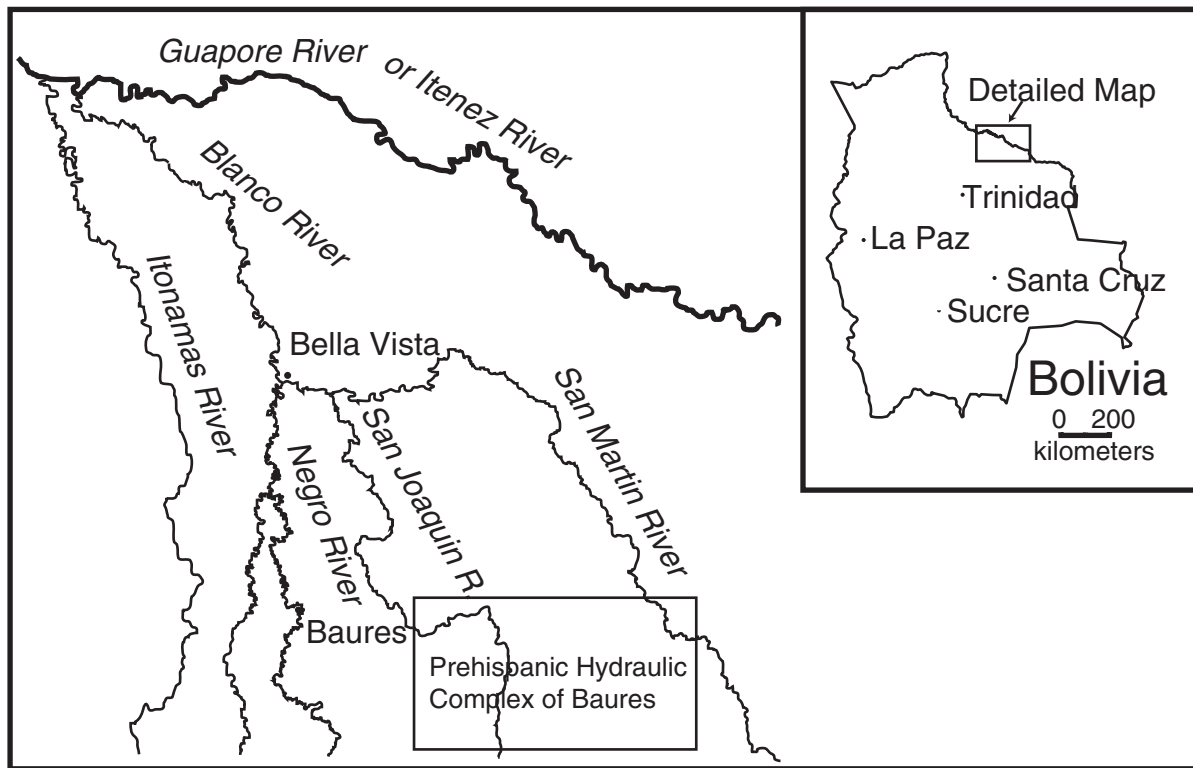 Guapore River or Itenez River
Blanco River
Itonamas River
Bella Vista
San Martin River
San Joaquin R.
Negro River
Baures
Prehispanic Hydraulic
Complex of Baures
Detailed Map
Trinidad
La Paz
Santa Cruz
Sucre
Bolivia
0 200
kilometers